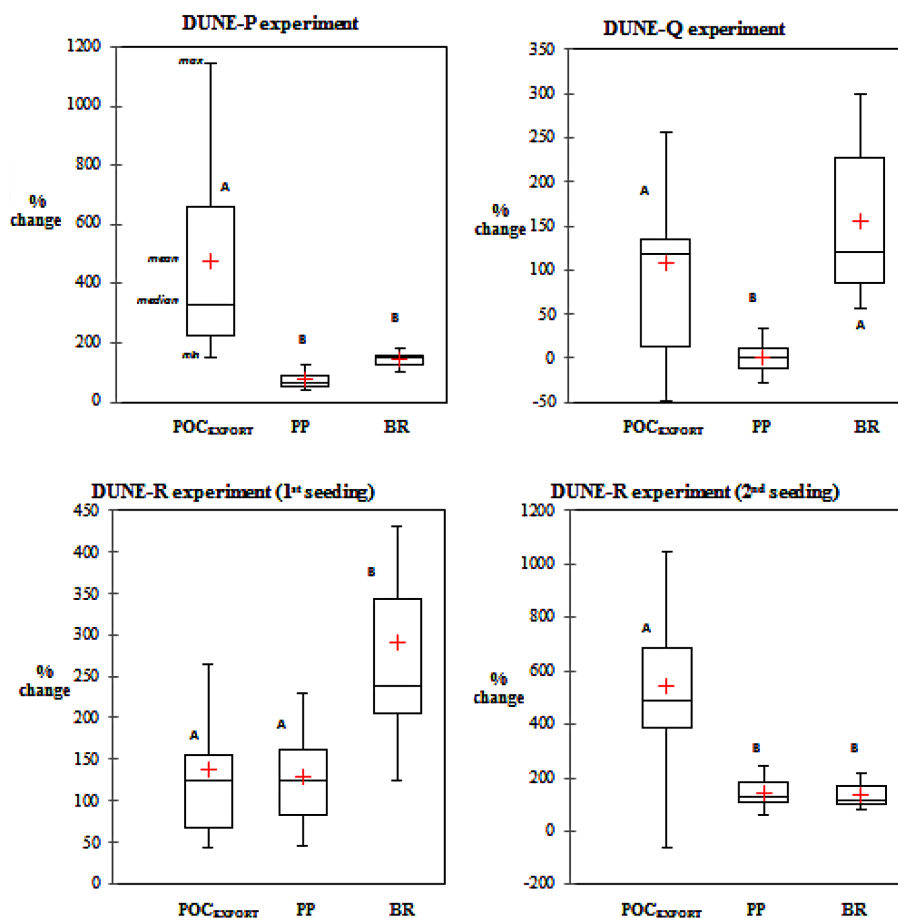 DUNE-P experiment
1200
1000
800
600
400
200
0
% change
max
mean
median
min
A
B
B
POCEXPORT PP BR
DUNE-Q experiment
350
300
250
200
150
100
50
0
-50
% change
A
B
A
POCEXPORT PP BR
DUNE-R experiment (1st seeding)
450
400
350
300
250
200
150
100
50
0
% change
A
A
B
POCEXPORT PP BR
DUNE-R experiment (2nd seeding)
1200
1000
800
600
400
200
0
-200
% change
A
B
B
POCEXPORT PP BR